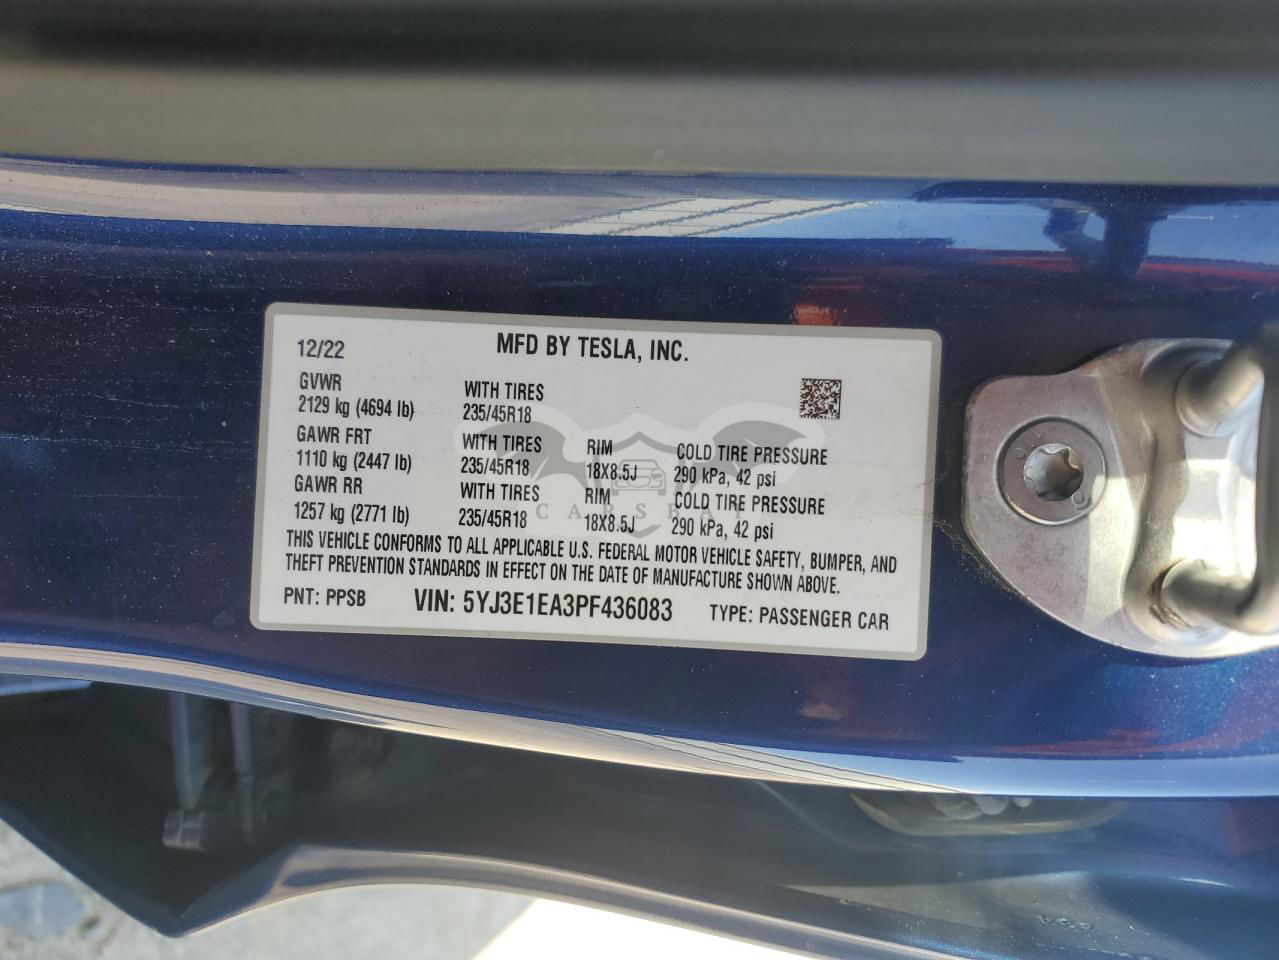 12/22 MFD BY TESLA, INC.
GVWR WITH TIRES
2129 kg (4694 lb) 235/45R18
GAWR FRT WITH TIRES RIM COLD TIRE PRESSURE
1110 kg (2447 lb) 235/45R18 18X8.5J 290 kPa, 42 psi
GAWR RR WITH TIRES RIM COLD TIRE PRESSURE
1257 kg (2771 lb) 235/45R18 18X8.5J 290 kPa, 42 psi
CARSBAT
THIS VEHICLE CONFORMS TO ALL APPLICABLE U.S. FEDERAL MOTOR VEHICLE SAFETY, BUMPER, AND
THEFT PREVENTION STANDARDS IN EFFECT ON THE DATE OF MANUFACTURE SHOWN ABOVE.
PNT: PPSB VIN: 5YJ3E1EA3PF436083 TYPE: PASSENGER CAR